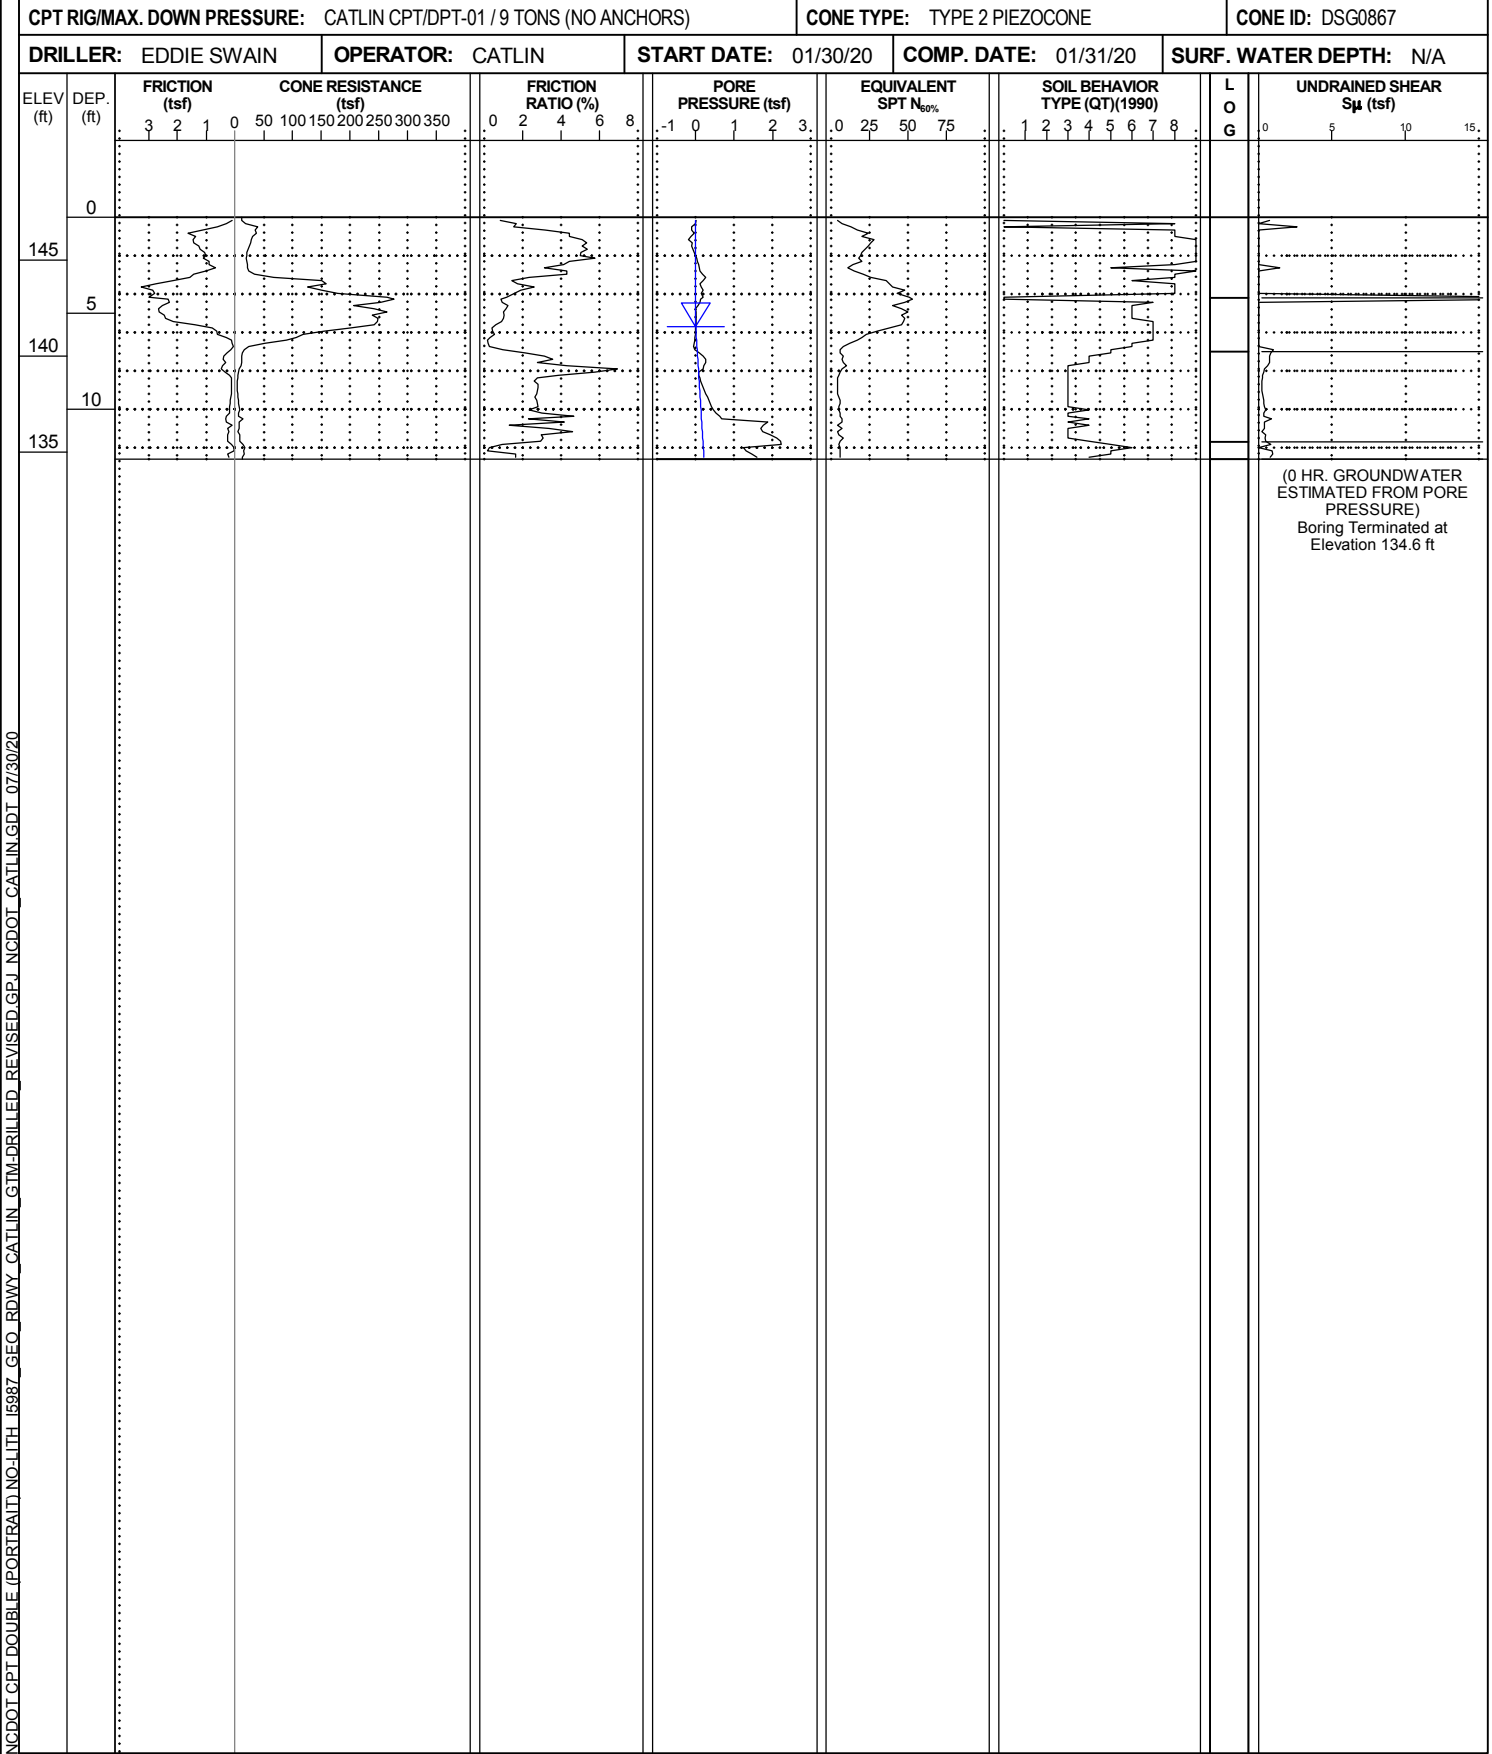 CPT RIG/MAX. DOWN PRESSURE: CATLIN CPT/DPT-01 / 9 TONS (NO ANCHORS) CONE TYPE: TYPE 2 PIEZOCONE CONE ID: DSG0867
DRILLER: EDDIE SWAIN OPERATOR: CATLIN START DATE: 01/30/20 COMP. DATE: 01/31/20 SURF. WATER DEPTH: N/A
ELEV (ft)
DEP. (ft)
FRICTION (tsf)
3 2 1 0
CONE RESISTANCE (tsf)
50 100 150 200 250 300 350
FRICTION RATIO (%)
0 2 4 6 8
PORE PRESSURE (tsf)
-1 0 1 2 3
EQUIVALENT SPT N60%
0 25 50 75
SOIL BEHAVIOR TYPE (QT)(1990)
1 2 3 4 5 6 7 8
L
O
G
UNDRAINED SHEAR
Sµ (tsf)
0 5 10 15
0
145
5
140
10
135
(0 HR. GROUNDWATER
ESTIMATED FROM PORE
PRESSURE)
Boring Terminated at
Elevation 134.6 ft
NCDOT CPT DOUBLE (PORTRAIT) NO-LITH I5987_GEO_RDWY_CATLIN_GTM-DRILLED_REVISED.GPJ NCDOT_CATLIN.GDT 07/30/20